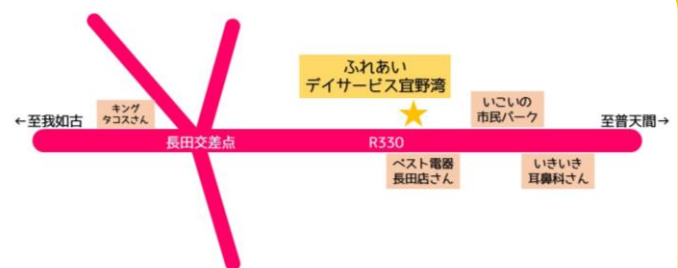 ふれあい
デイサービス宜野湾
キング
タコスさん
いこいの
市民パーク
←至我如古
至普天間→
長田交差点
R330
ベスト電器
長田店さん
いきいき
耳鼻科さん